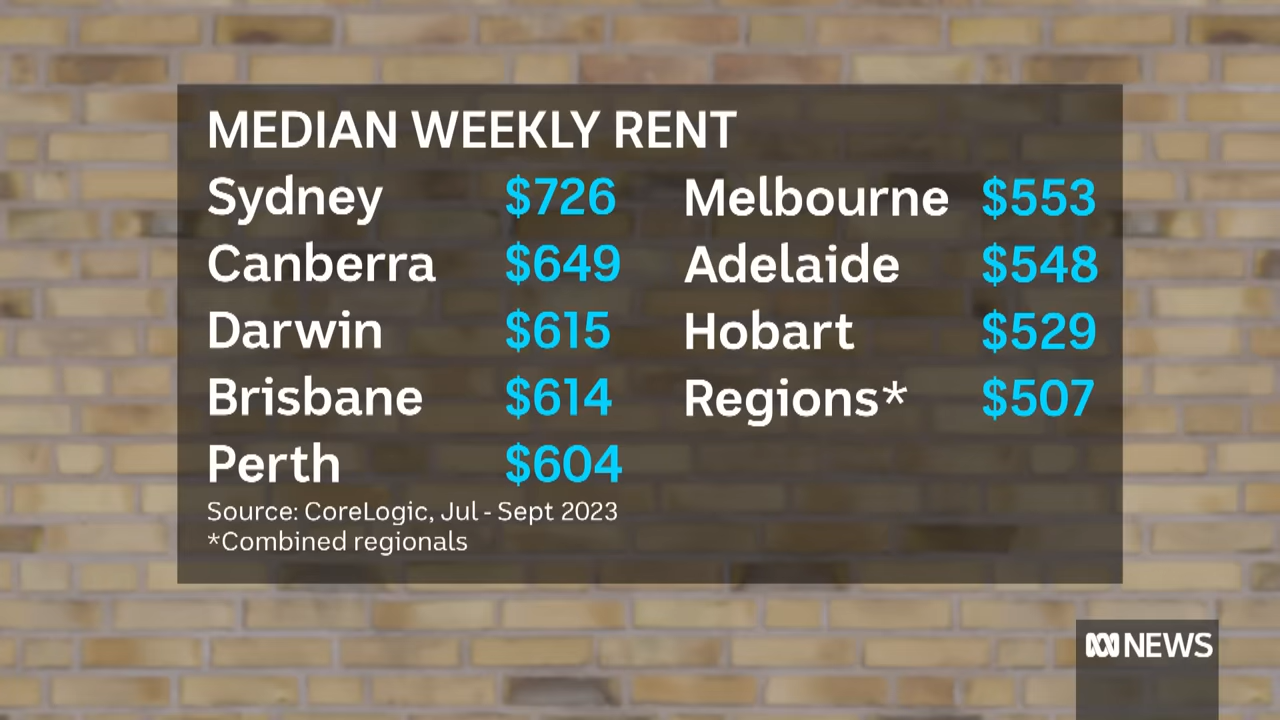 MEDIAN WEEKLY RENT
Sydney $726 Melbourne $553
Canberra $649 Adelaide $548
Darwin $615 Hobart $529
Brisbane $614 Regions* $507
Perth $604
Source: CoreLogic, Jul - Sept 2023
*Combined regionals
NEWS